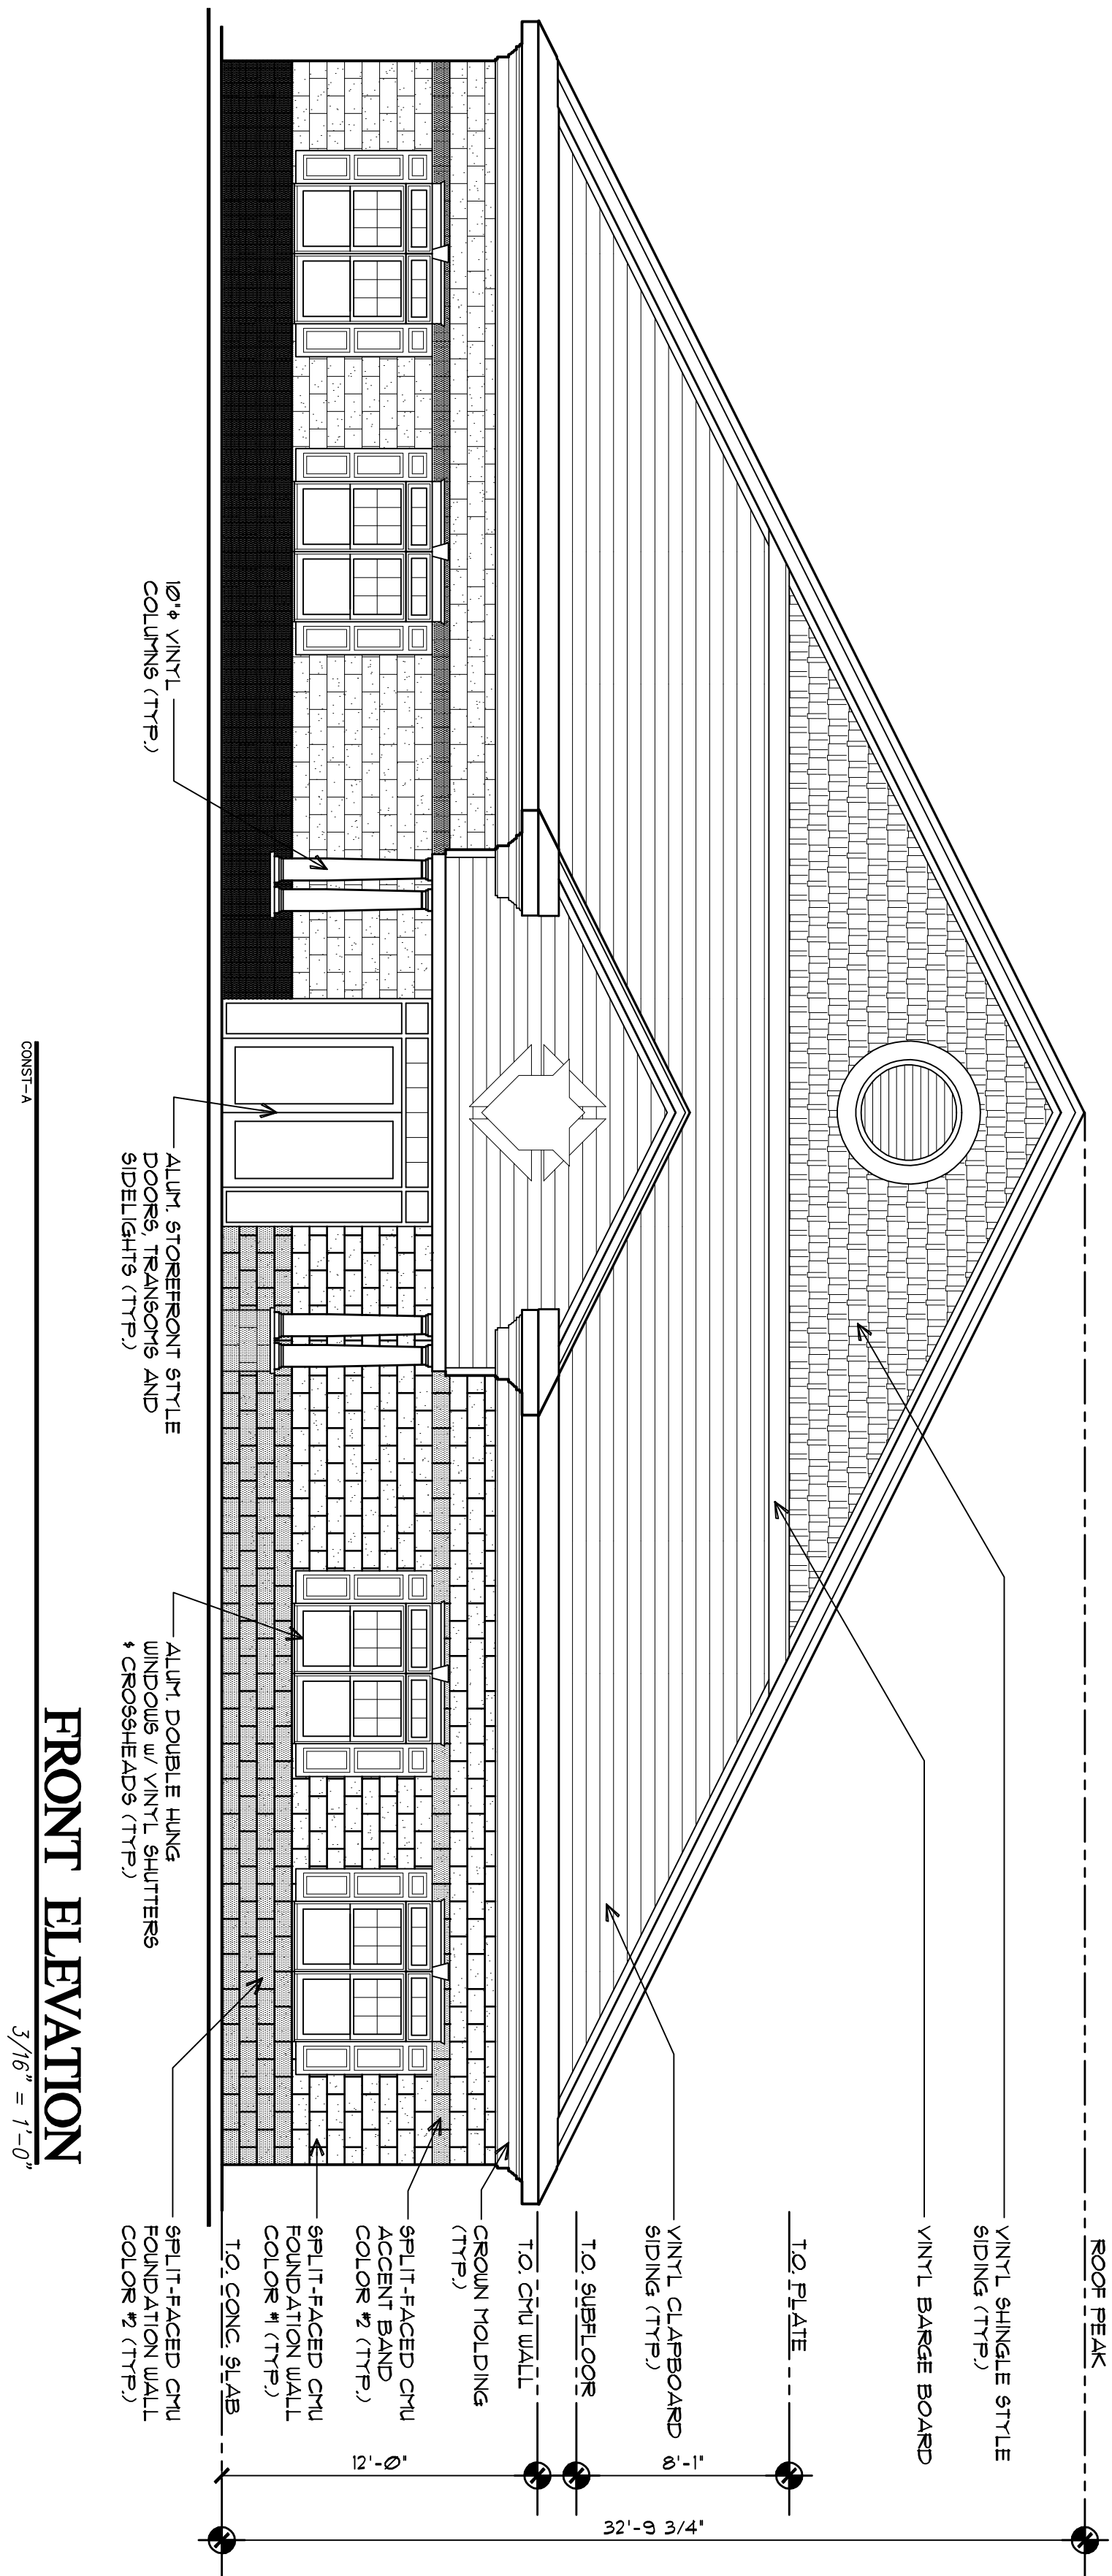 ROOF PEAK
VINYL SHINGLE STYLE
SIDING (TYP.)
VINYL BARGE BOARD
T.O. PLATE
VINYL CLAPBOARD
SIDING (TYP.)
T.O. SUBFLOOR
T.O. CMU WALL
CROWN MOLDING
(TYP.)
SPLIT-FACED CMU
ACCENT BAND
COLOR #2 (TYP.)
SPLIT-FACED CMU
FOUNDATION WALL
COLOR #1 (TYP.)
T.O. CONC. SLAB
SPLIT-FACED CMU
FOUNDATION WALL
COLOR #2 (TYP.)
8'-1"
12'-0"
32'-9 3/4"
10"ϕ VINYL
COLUMNS (TYP.)
ALUM. STOREFRONT STYLE
DOORS, TRANSOMS AND
SIDELIGHTS (TYP.)
ALUM. DOUBLE HUNG
WINDOWS W/ VINYL SHUTTERS
& CROSSHEADS (TYP.)
FRONT ELEVATION
CONST-A
3/16" = 1'-0"